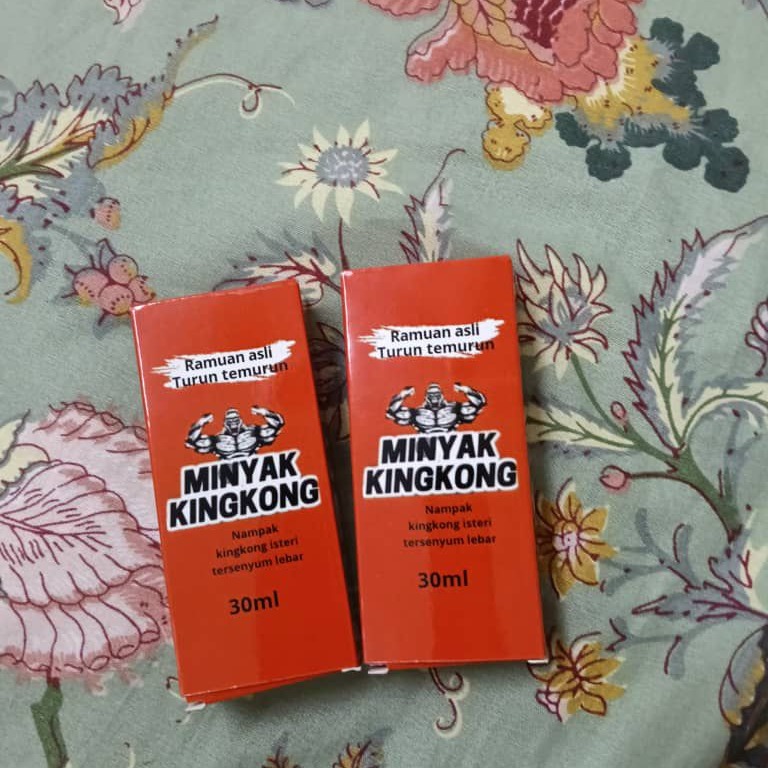 Ramuan asli
Turun temurun
MINYAK
KINGKONG
Nampak
kingkong isteri
tersenyum lebar
30ml
Ramuan asli
Turun temurun
MINYAK
KINGKONG
Nampak
kingkong isteri
tersenyum lebar
30ml